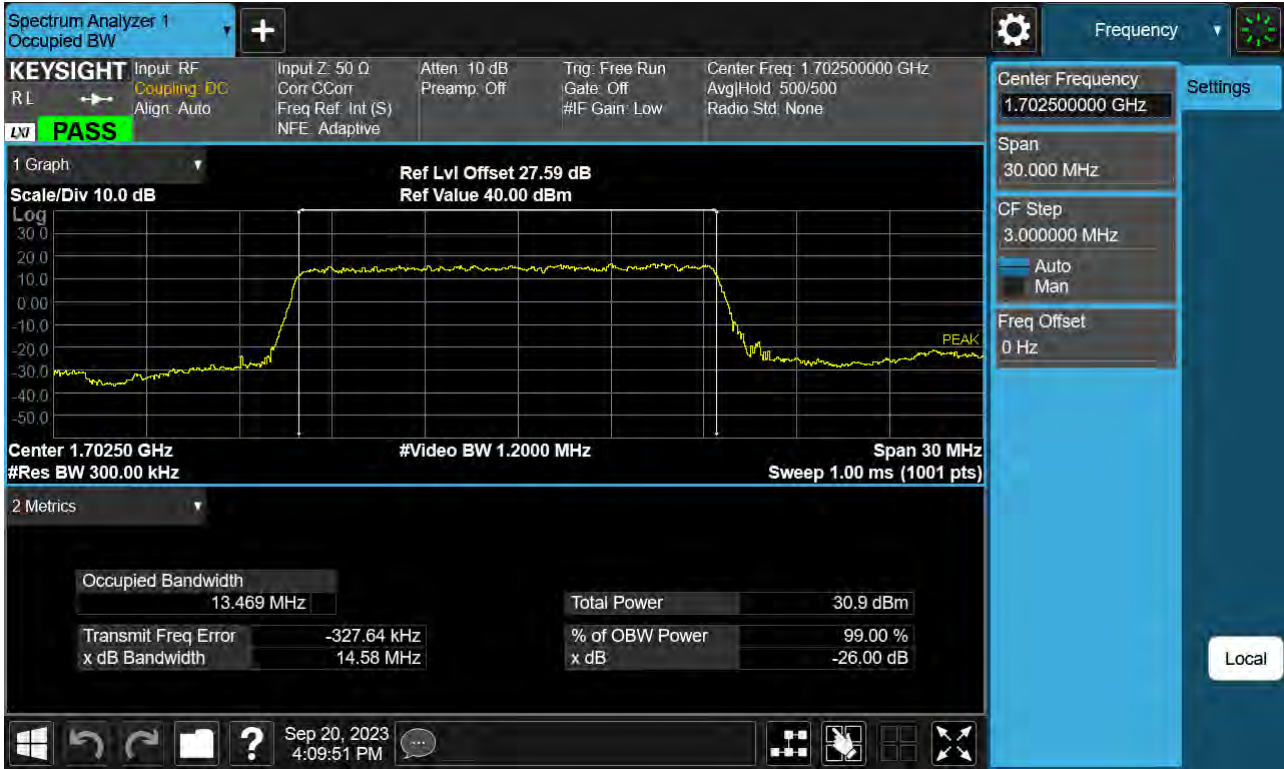 Spectrum Analyzer 1
Occupied BW
+
Frequency
KEYSIGHT
R L
LXI
PASS
Input: RF
Coupling: DC
Align: Auto
Input Z: 50 Ω
Corr CCorr
Freq Ref: Int (S)
NFE: Adaptive
Atten: 10 dB
Preamp: Off
Trig: Free Run
Gate: Off
#IF Gain: Low
Center Freq: 1.702500000 GHz
Avg|Hold: 500/500
Radio Std: None
Center Frequency
1.702500000 GHz
Settings
Span
30.000 MHz
CF Step
3.000000 MHz
Auto
Man
Freq Offset
0 Hz
1 Graph
Scale/Div 10.0 dB
Ref Lvl Offset 27.59 dB
Ref Value 40.00 dBm
Log
30.0
20.0
10.0
0.00
-10.0
-20.0
-30.0
-40.0
-50.0
PEAK
Center 1.70250 GHz
#Video BW 1.2000 MHz
Span 30 MHz
#Res BW 300.00 kHz
Sweep 1.00 ms (1001 pts)
2 Metrics
Occupied Bandwidth
13.469 MHz
Total Power 30.9 dBm
Transmit Freq Error -327.64 kHz
% of OBW Power 99.00 %
x dB Bandwidth 14.58 MHz
x dB -26.00 dB
Local
?
Sep 20, 2023
4:09:51 PM